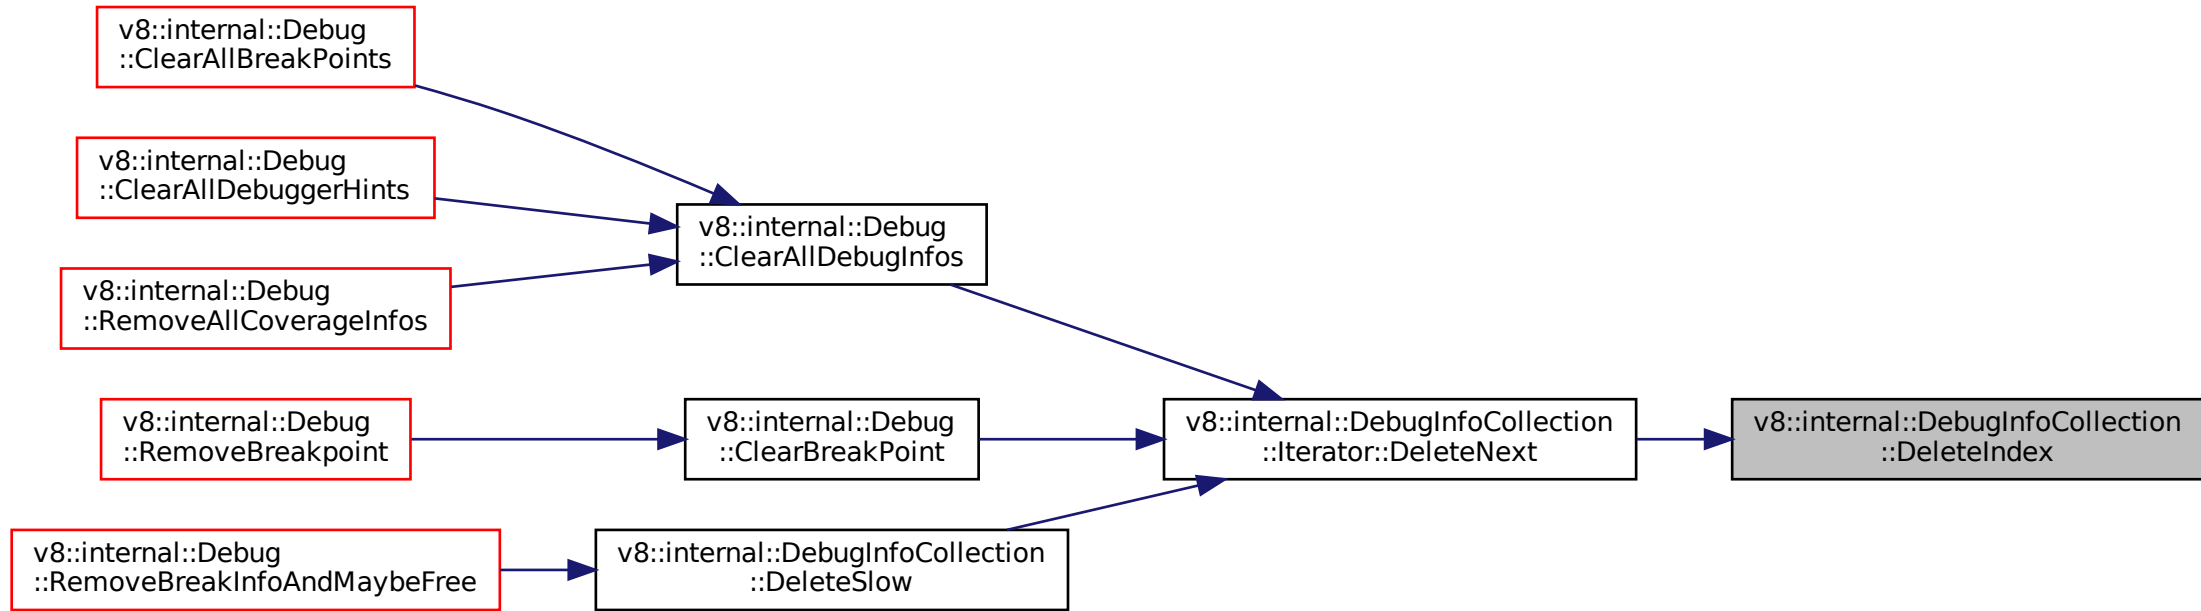 v8::internal::Debug
::ClearAllBreakPoints
v8::internal::Debug
::ClearAllDebuggerHints
v8::internal::Debug
::RemoveAllCoverageInfos
v8::internal::Debug
::RemoveBreakpoint
v8::internal::Debug
::RemoveBreakInfoAndMaybeFree
v8::internal::Debug
::ClearAllDebugInfos
v8::internal::Debug
::ClearBreakPoint
v8::internal::DebugInfoCollection
::DeleteSlow
v8::internal::DebugInfoCollection
::Iterator::DeleteNext
v8::internal::DebugInfoCollection
::DeleteIndex